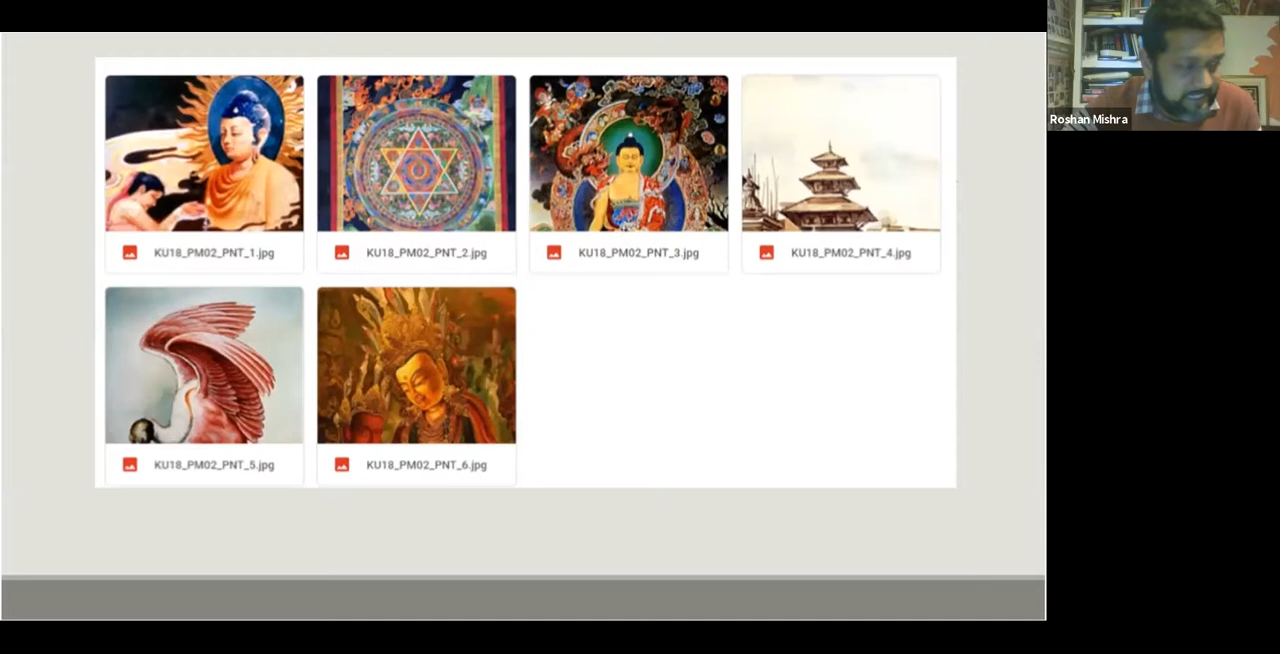 Roshan Mishra
KU18_PM02_PNT_1.jpg
KU18_PM02_PNT_2.jpg
KU18_PM02_PNT_3.jpg
KU18_PM02_PNT_4.jpg
KU18_PM02_PNT_5.jpg
KU18_PM02_PNT_6.jpg